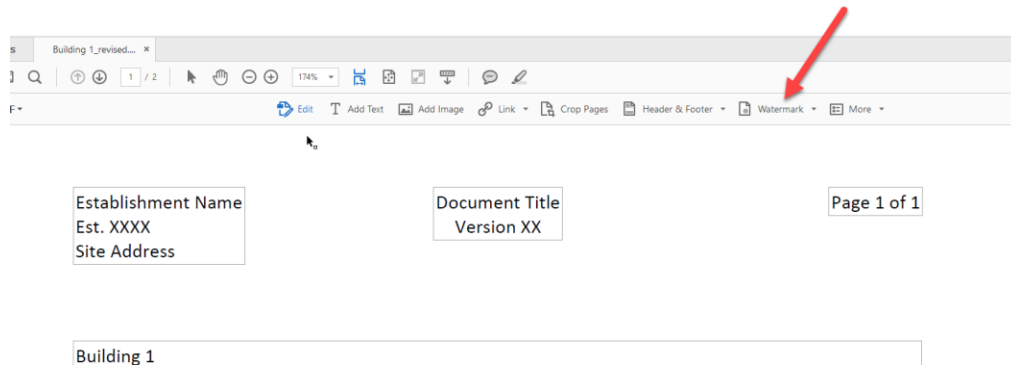 s Building 1_revised.... ×
1 / 2 174%
F Edit Add Text Add Image Link Crop Pages Header & Footer Watermark More
Establishment Name Document Title Page 1 of 1
Est. XXXX Version XX
Site Address
Building 1